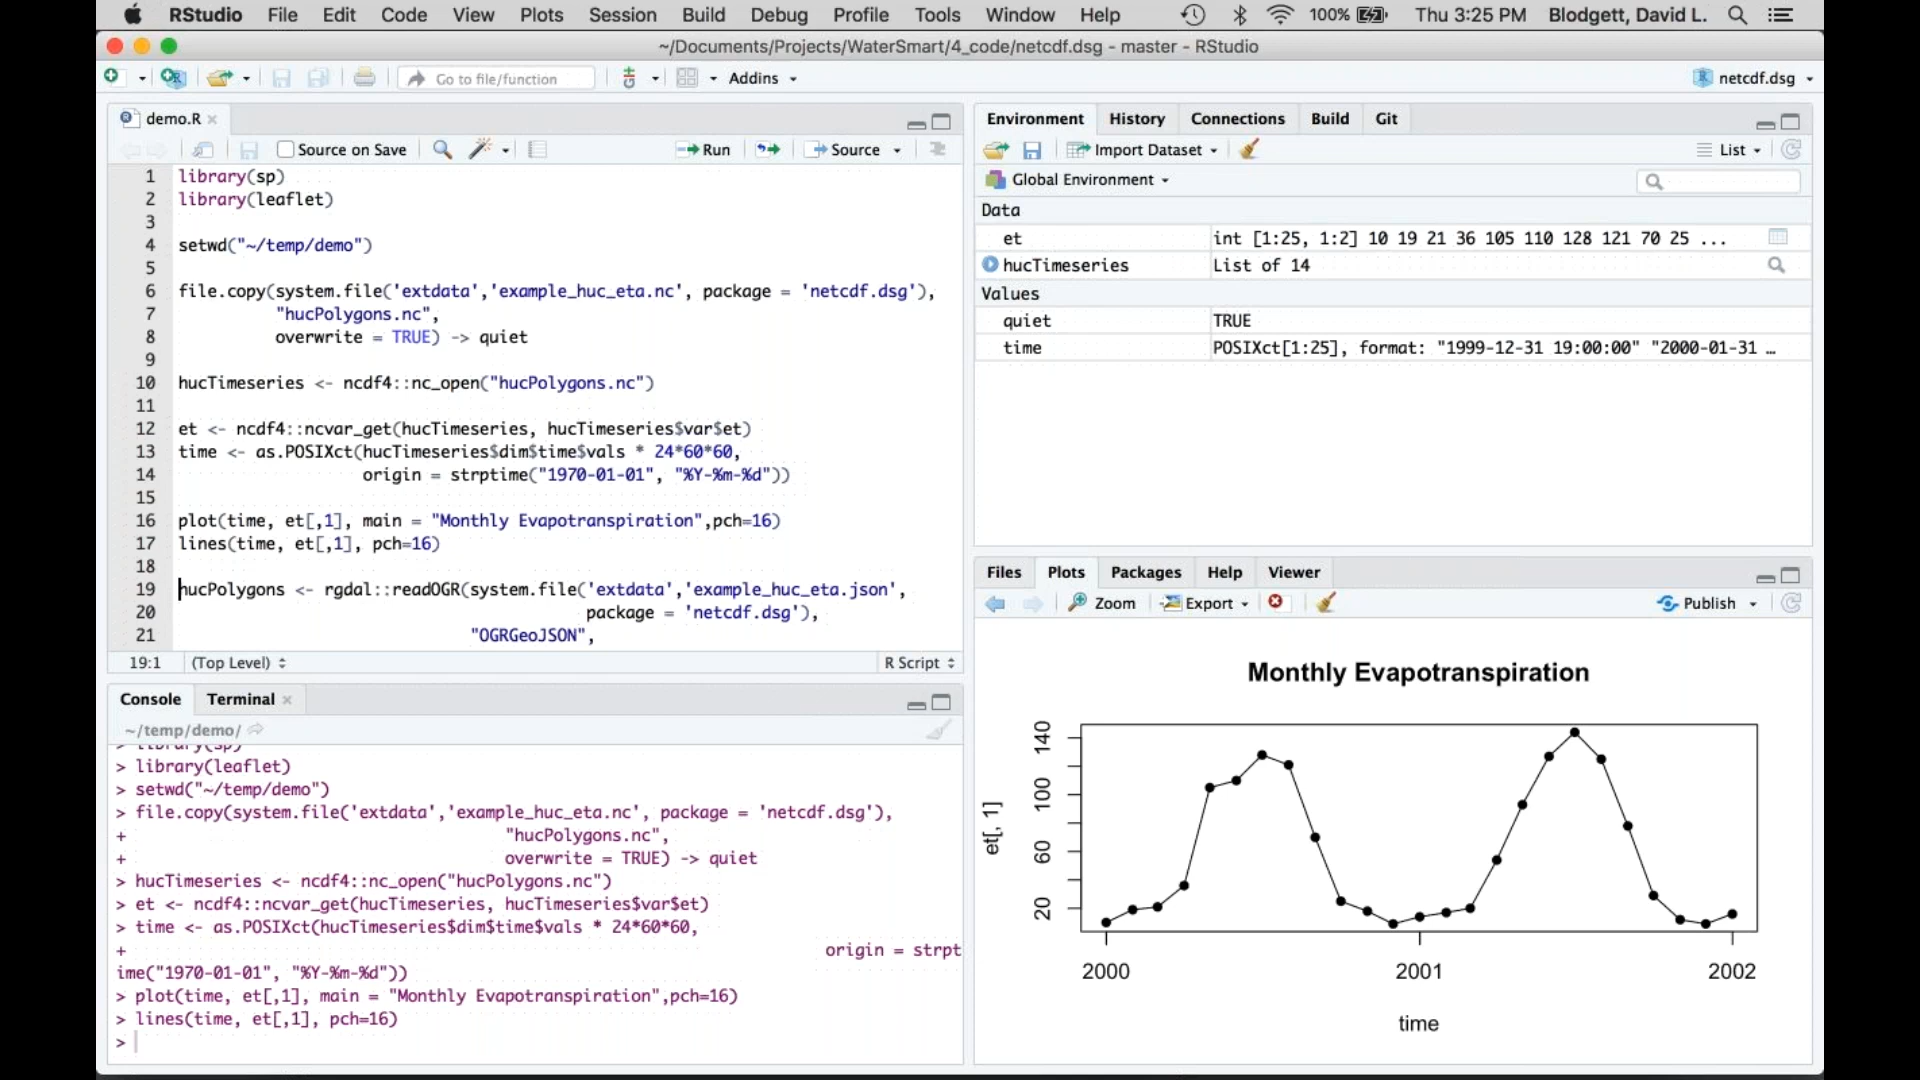 RStudio File Edit Code View Plots Session Build Debug Profile Tools Window Help 100% Thu 3:25 PM Blodgett, David L.
~/Documents/Projects/WaterSmart/4_code/netcdf.dsg - master - RStudio
Go to file/function Addins netcdf.dsg
demo.R
Source on Save Run Source
1 library(sp)
2 library(leaflet)
3
4 setwd("~/temp/demo")
5
6 file.copy(system.file('extdata','example_huc_eta.nc', package = 'netcdf.dsg'),
7 "hucPolygons.nc",
8 overwrite = TRUE) -> quiet
9
10 hucTimeseries <- ncdf4::nc_open("hucPolygons.nc")
11
12 et <- ncdf4::ncvar_get(hucTimeseries, hucTimeseries$var$et)
13 time <- as.POSIXct(hucTimeseries$dim$time$vals * 24*60*60,
14 origin = strptime("1970-01-01", "%Y-%m-%d"))
15
16 plot(time, et[,1], main = "Monthly Evapotranspiration",pch=16)
17 lines(time, et[,1], pch=16)
18
19 hucPolygons <- rgdal::readOGR(system.file('extdata','example_huc_eta.json',
20 package = 'netcdf.dsg'),
21 "OGRGeoJSON",
19:1 (Top Level) R Script
Console Terminal
~/temp/demo/
> library(sp)
> library(leaflet)
> setwd("~/temp/demo")
> file.copy(system.file('extdata','example_huc_eta.nc', package = 'netcdf.dsg'),
+ "hucPolygons.nc",
+ overwrite = TRUE) -> quiet
> hucTimeseries <- ncdf4::nc_open("hucPolygons.nc")
> et <- ncdf4::ncvar_get(hucTimeseries, hucTimeseries$var$et)
> time <- as.POSIXct(hucTimeseries$dim$time$vals * 24*60*60,
+ origin = strpt
ime("1970-01-01", "%Y-%m-%d"))
> plot(time, et[,1], main = "Monthly Evapotranspiration",pch=16)
> lines(time, et[,1], pch=16)
>
Environment History Connections Build Git
Import Dataset List
Global Environment
Data
et int [1:25, 1:2] 10 19 21 36 105 110 128 121 70 25 ...
hucTimeseries List of 14
Values
quiet TRUE
time POSIXct[1:25], format: "1999-12-31 19:00:00" "2000-01-31 …
Files Plots Packages Help Viewer
Zoom Export Publish
Monthly Evapotranspiration
140
100
60
20
et[, 1]
2000 2001 2002
time